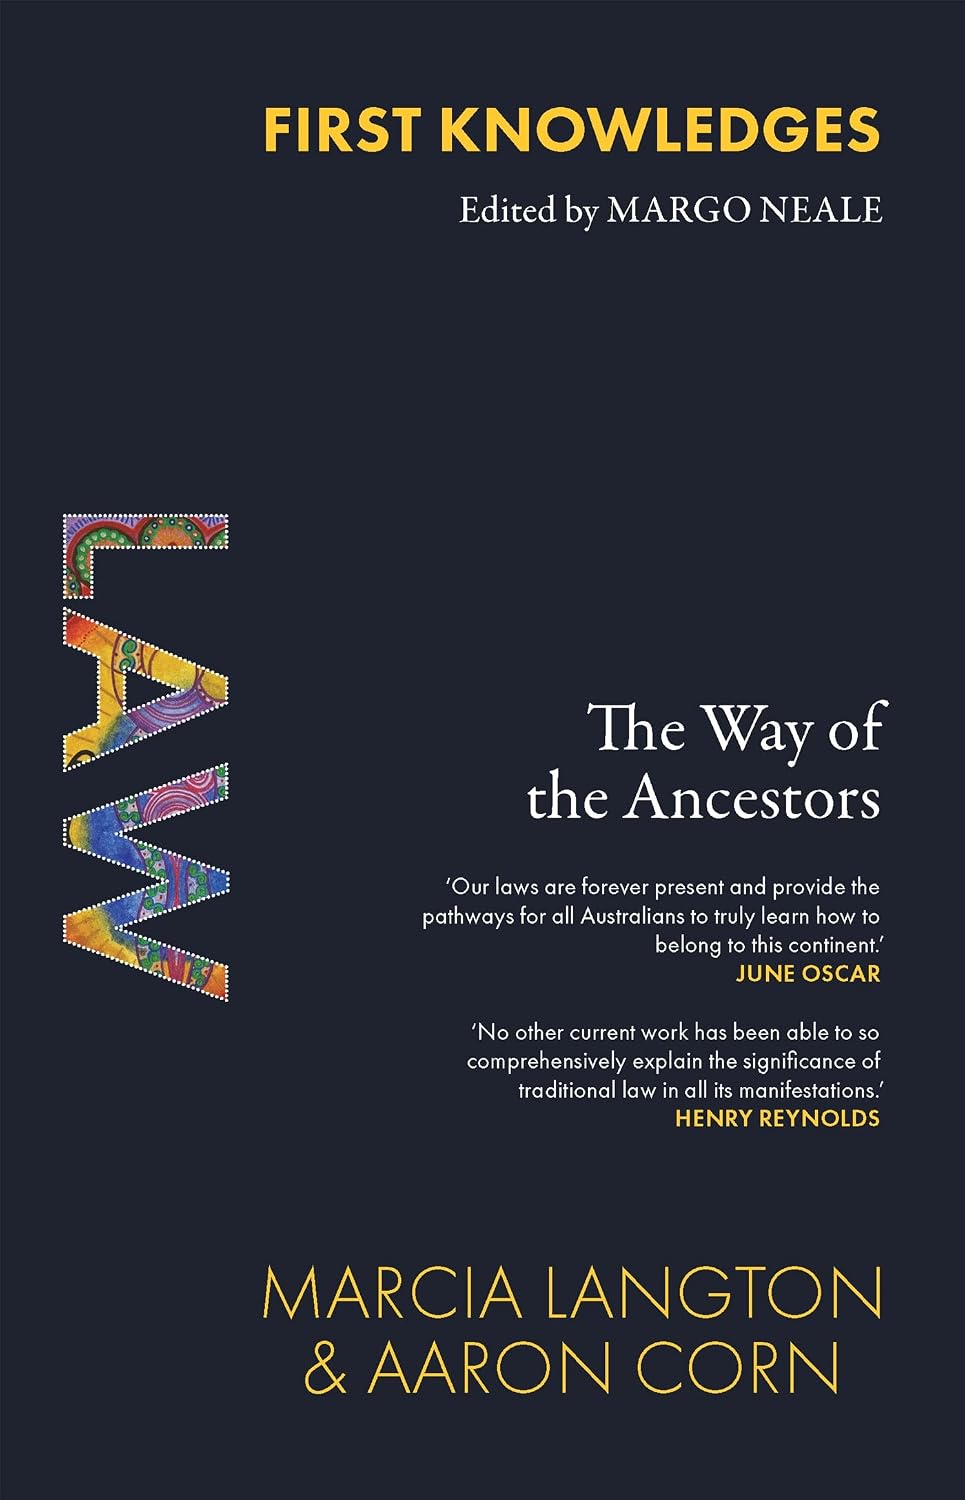 FIRST KNOWLEDGES
Edited by MARGO NEALE
LAW
The Way of
the Ancestors
‘Our laws are forever present and provide the
pathways for all Australians to truly learn how to
belong to this continent.’
JUNE OSCAR
‘No other current work has been able to so
comprehensively explain the significance of
traditional law in all its manifestations.’
HENRY REYNOLDS
MARCIA LANGTON
& AARON CORN